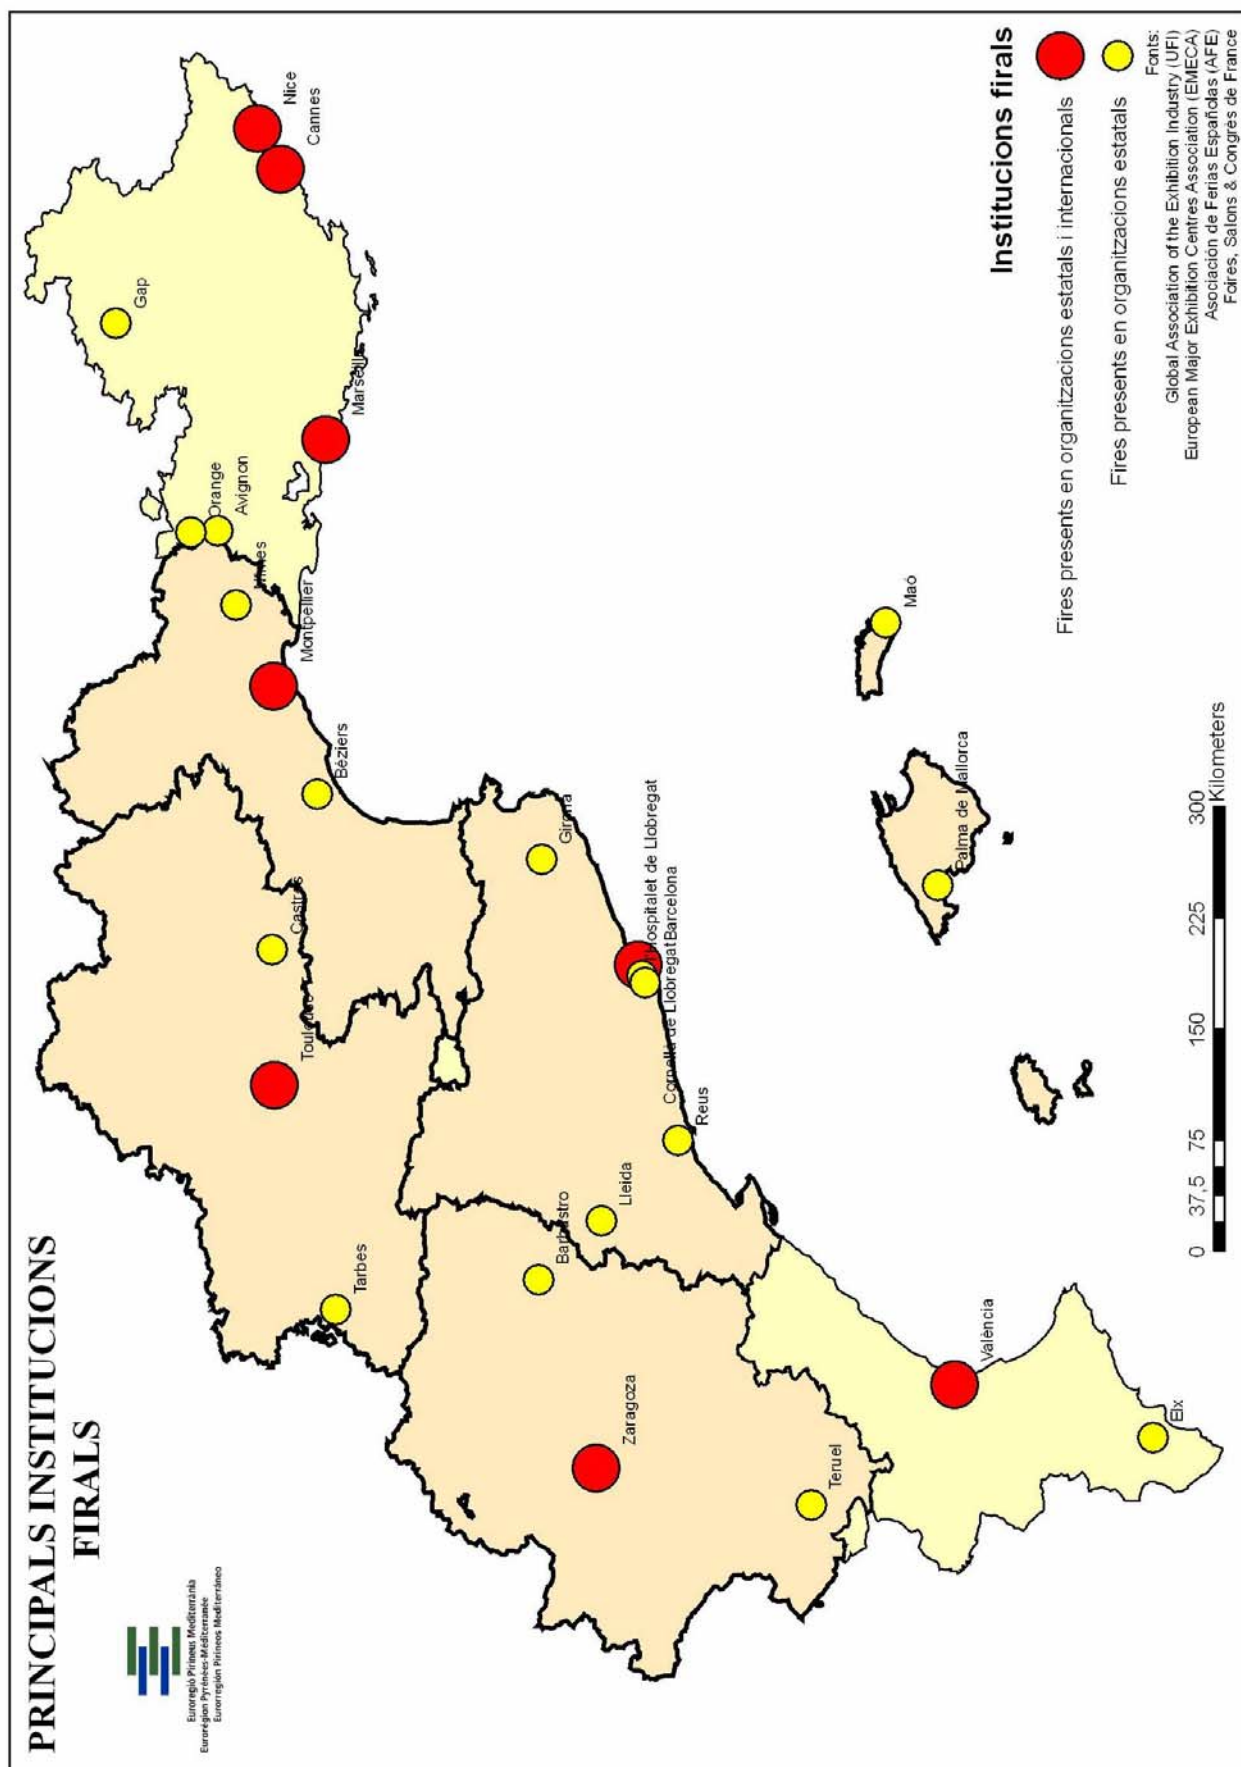 PRINCIPALS INSTITUCIONS
FIRALS
Euroregió Pirineus Mediterrània
Eurorégion Pyrénées-Méditerranée
Eurorregión Pirineos Mediterráneo
Gap
Nice
Cannes
Orange
Avignon
Nîmes
Marseille
Montpellier
Béziers
Castres
Toulouse
Tarbes
Girona
Hospitalet de Llobregat
Barcelona
Cornellà de Llobregat
Reus
Lleida
Barbastro
Zaragoza
Teruel
Maó
Palma de Mallorca
València
Elx
0 37,5 75 150 225 300
Kilometers
Institucions firals
Fires presents en organitzacions estatals i internacionals
Fires presents en organitzacions estatals
Fonts:
Global Association of the Exhibition Industry (UFI)
European Major Exhibition Centres Association (EMECA)
Asociación de Ferias Españolas (AFE)
Foires, Salons & Congrès de France